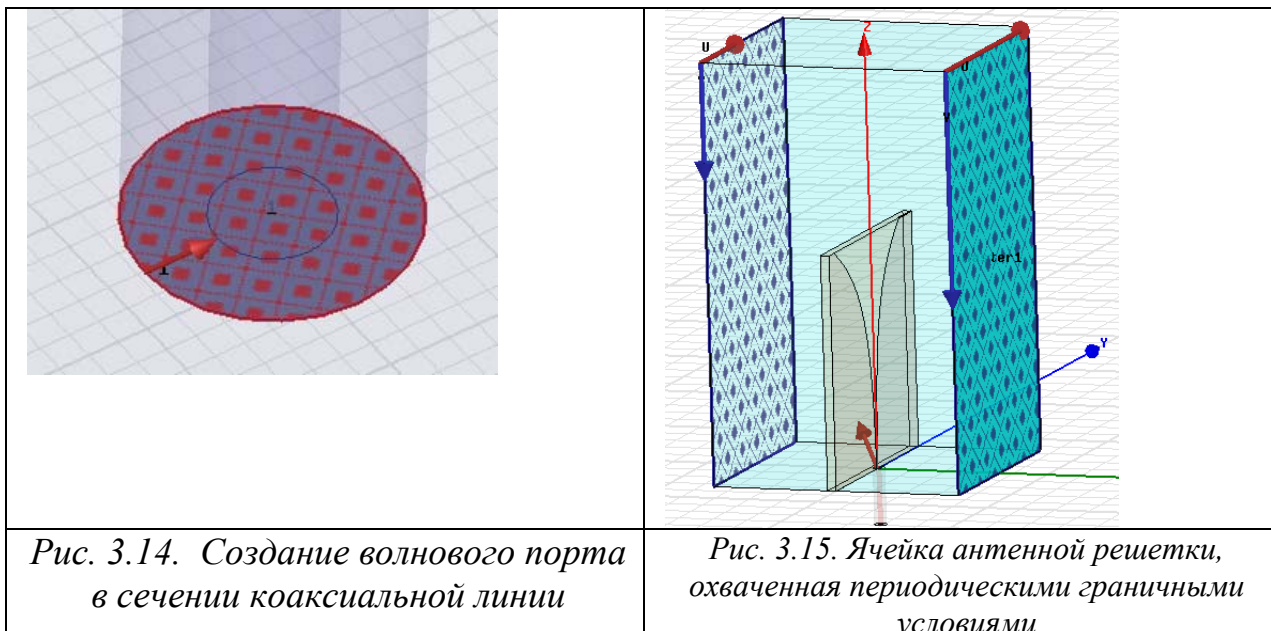 1
1
U
Z
U
ter1
Y
Рис. 3.14. Создание волнового порта
в сечении коаксиальной линии
Рис. 3.15. Ячейка антенной решетки,
охваченная периодическими граничными
условиями